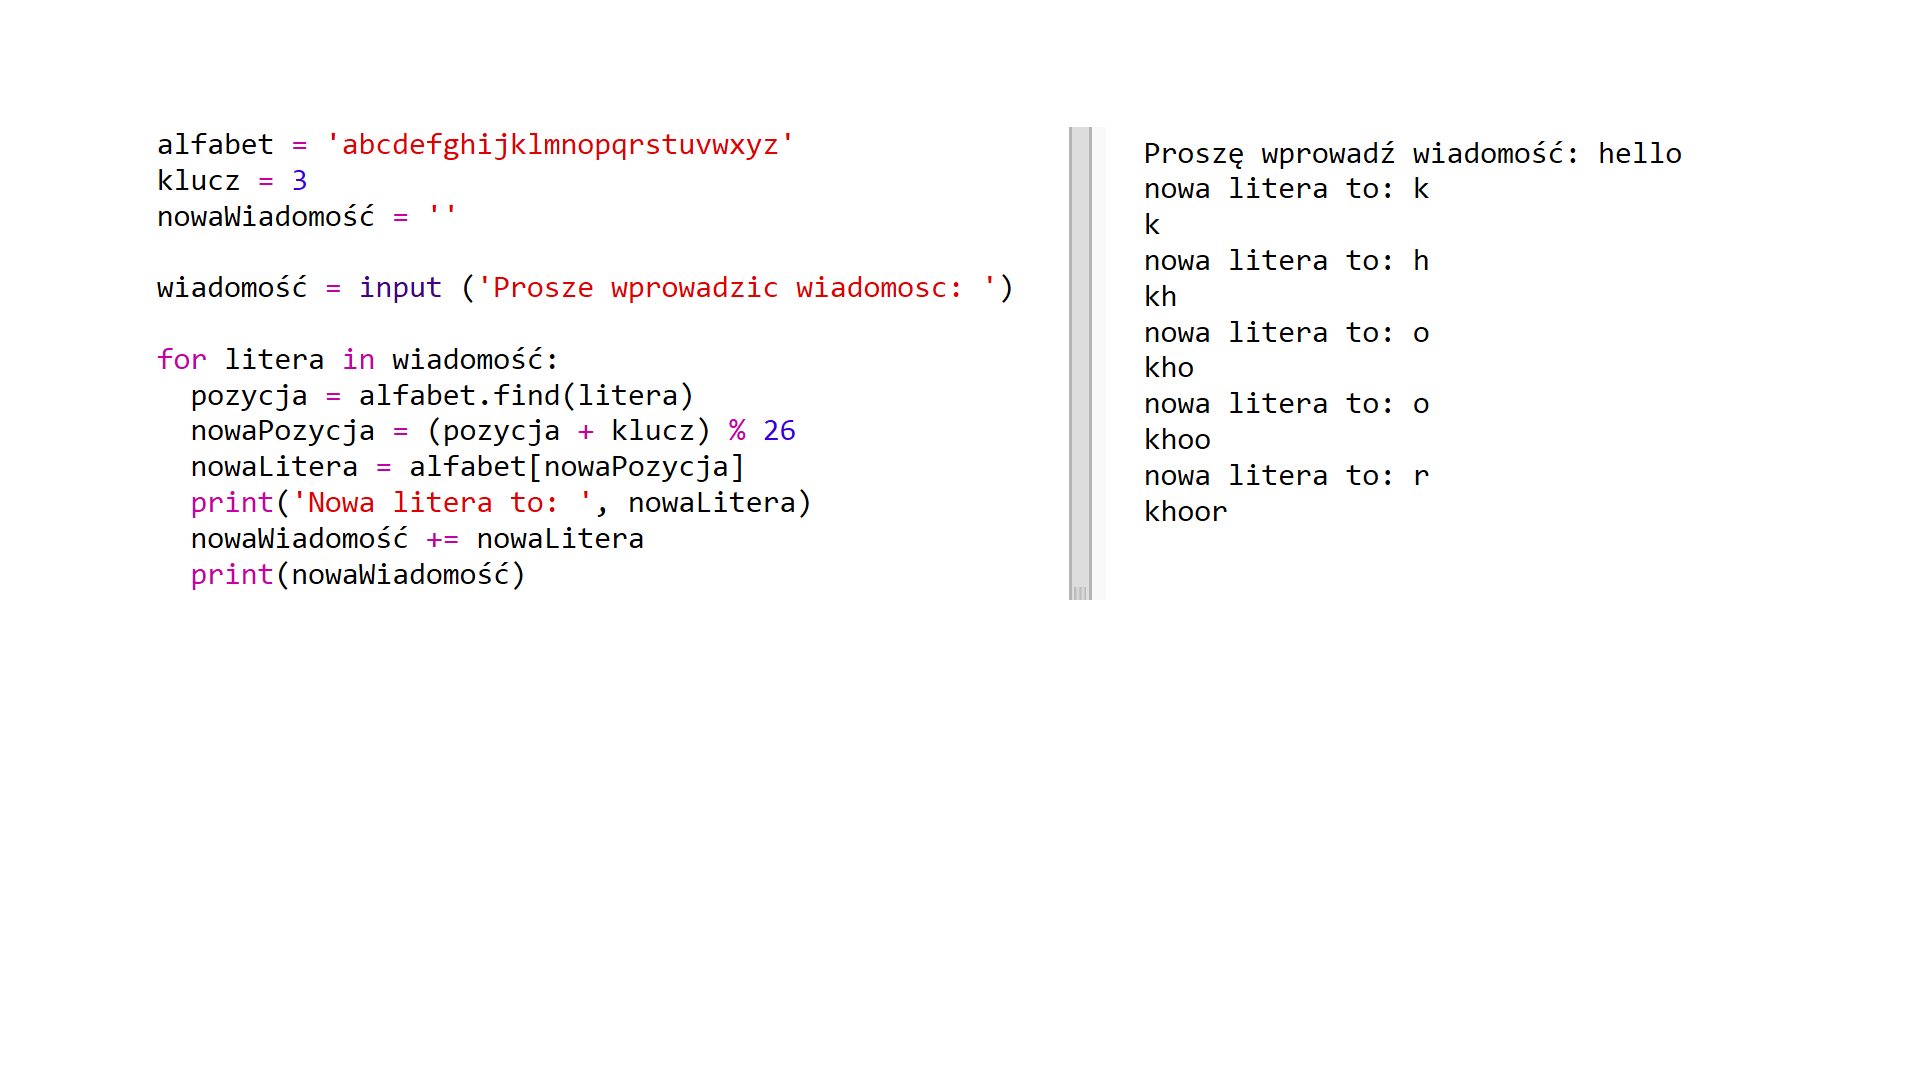 alfabet = 'abcdefghijklmnopqrstuvwxyz'
klucz = 3
nowaWiadomość = ''
wiadomość = input ('Prosze wprowadzic wiadomosc: ')
for litera in wiadomość:
  pozycja = alfabet.find(litera)
  nowaPozycja = (pozycja + klucz) % 26
  nowaLitera = alfabet[nowaPozycja]
  print('Nowa litera to: ', nowaLitera)
  nowaWiadomość += nowaLitera
  print(nowaWiadomość)
Proszę wprowadź wiadomość: hello
nowa litera to: k
k
nowa litera to: h
kh
nowa litera to: o
kho
nowa litera to: o
khoo
nowa litera to: r
khoor